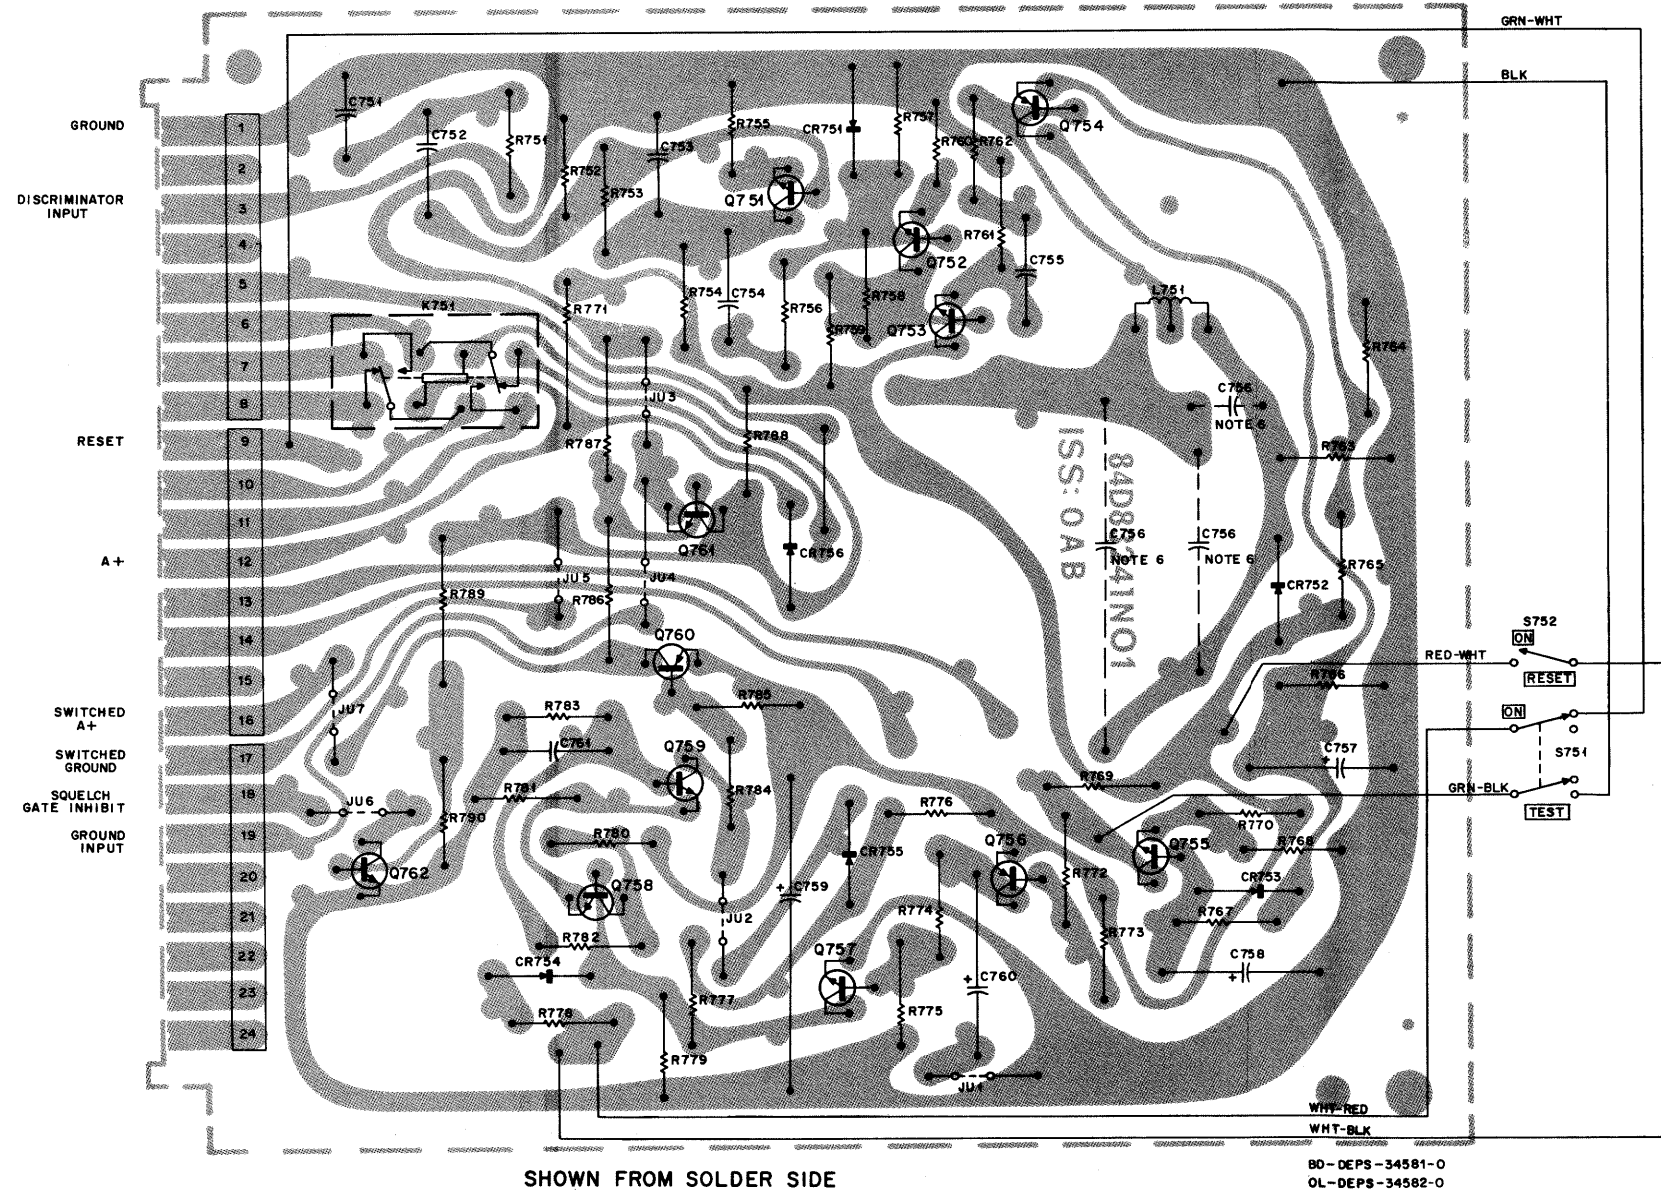 GRN-WHT
BLK
GROUND
DISCRIMINATOR
INPUT
RESET
A+
SWITCHED
A+
SWITCHED
GROUND
SQUELCH
GATE INHIBIT
GROUND
INPUT
1
2
3
4
5
6
7
8
9
10
11
12
13
14
15
16
17
18
19
20
21
22
23
24
C751
C752
R751
R752
R753
C753
R755
CR751
R757
R760
R762
Q754
Q751
Q752
R761
C755
K751
R771
R754
C754
R756
R758
R759
Q753
L751
R764
JU3
R787
R788
C756
NOTE 6
R763
Q761
CR756
C756
NOTE 6
C756
NOTE 6
84D83341N01
ISS: 0AB
R789
JU5
R786
JU4
CR752
R765
Q760
S752
ON
RED-WHT
RESET
R766
JU7
R783
R785
C761
Q759
ON
S751
C757
+
R781
R784
R769
GRN-BLK
TEST
JU6
R790
R780
R776
R770
Q762
Q758
CR755
Q756
Q755
R768
C759
+
R772
CR753
JU2
R774
R767
R773
R782
CR754
Q757
C760
+
C758
+
R777
R778
R775
R779
JU1
WHT-RED
WHT-BLK
SHOWN FROM SOLDER SIDE
BD-DEPS-34581-0
OL-DEPS-34582-0